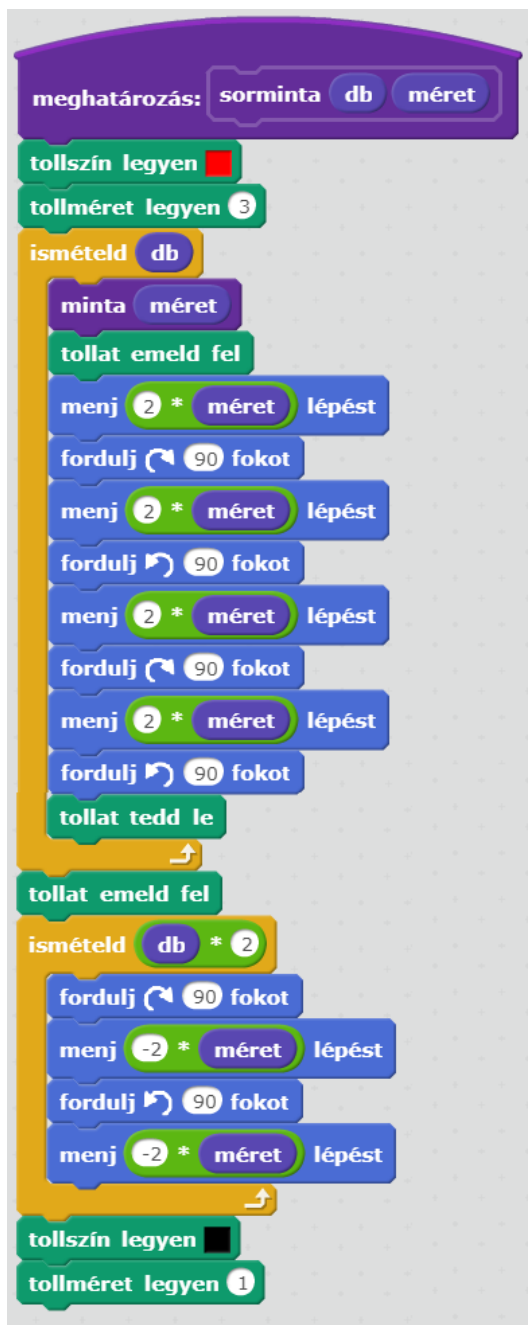 meghatározás: sorminta db méret
tollszín legyen
tollméret legyen 3
ismételd db
minta méret
tollat emeld fel
menj 2 * méret lépést
fordulj 90 fokot
menj 2 * méret lépést
fordulj 90 fokot
menj 2 * méret lépést
fordulj 90 fokot
menj 2 * méret lépést
fordulj 90 fokot
tollat tedd le
tollat emeld fel
ismételd db * 2
fordulj 90 fokot
menj -2 * méret lépést
fordulj 90 fokot
menj -2 * méret lépést
tollszín legyen
tollméret legyen 1